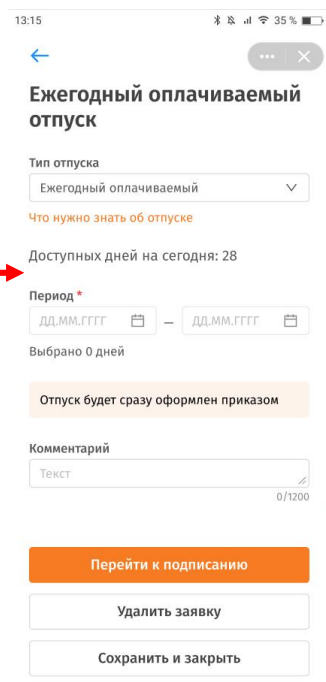 13:15
35 %
Ежегодный оплачиваемый
отпуск
Тип отпуска
Ежегодный оплачиваемый
Что нужно знать об отпуске
Доступных дней на сегодня: 28
Период *
ДД.ММ.ГГГГ – ДД.ММ.ГГГГ
Выбрано 0 дней
Отпуск будет сразу оформлен приказом
Комментарий
Текст
0/1200
Перейти к подписанию
Удалить заявку
Сохранить и закрыть